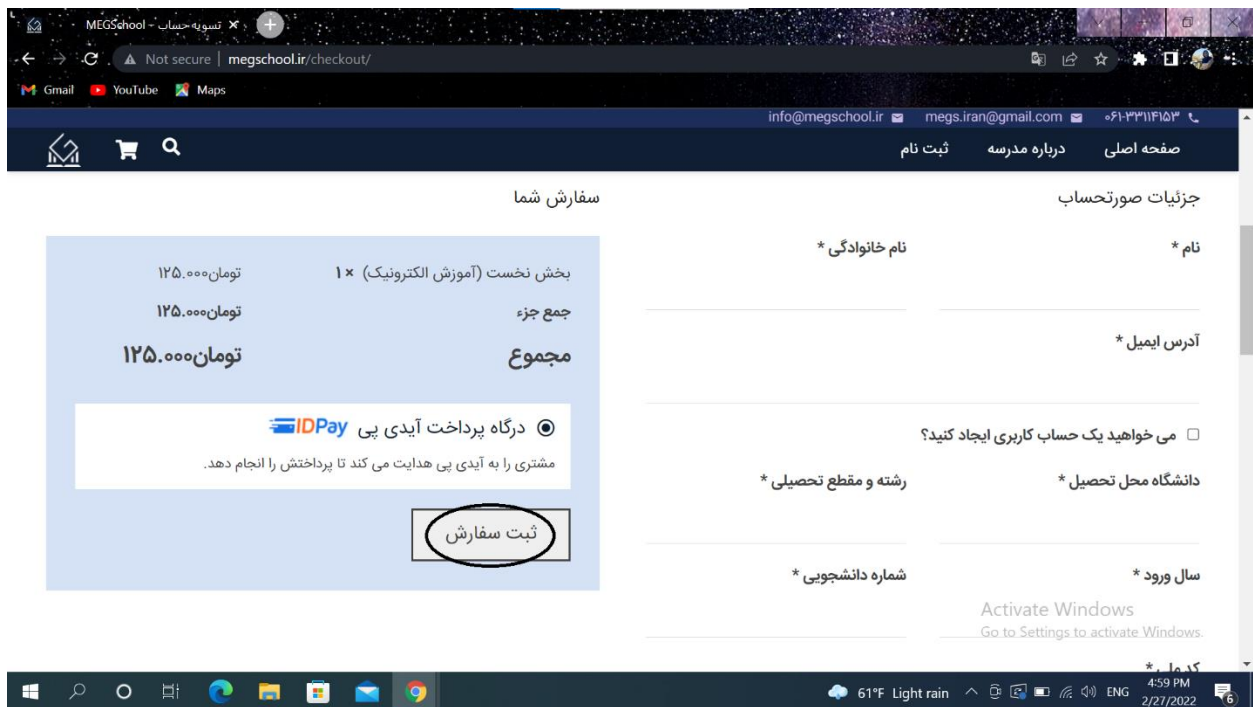 MEGSchool - تسویه حساب
Not secure | megschool.ir/checkout/
Gmail YouTube Maps
۰۶۱-۳۳۱۱۴۱۵۳ megs.iran@gmail.com info@megschool.ir
صفحه اصلی درباره مدرسه ثبت نام
جزئیات صورتحساب
نام *
نام خانوادگی *
آدرس ایمیل *
می خواهید یک حساب کاربری ایجاد کنید؟
دانشگاه محل تحصیل *
رشته و مقطع تحصیلی *
سال ورود *
شماره دانشجویی *
کد ملی *
سفارش شما
بخش نخست (آموزش الکترونیک) × ۱ تومان۱۲۵.۰۰۰
جمع جزء تومان۱۲۵.۰۰۰
مجموع تومان۱۲۵.۰۰۰
درگاه پرداخت آیدی پی IDPay
مشتری را به آیدی پی هدایت می کند تا پرداختش را انجام دهد.
ثبت سفارش
Activate Windows
Go to Settings to activate Windows.
61°F Light rain ENG 4:59 PM
2/27/2022
6